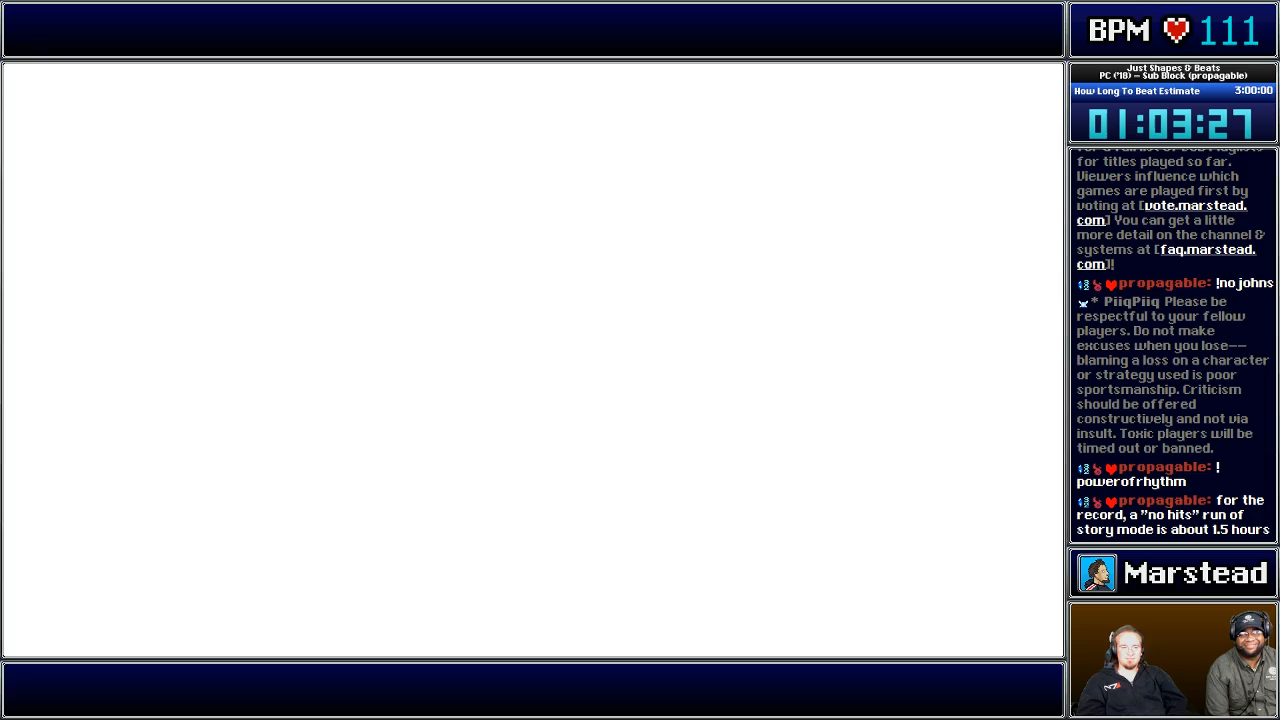 BPM 111
Just Shapes & Beats
PC ('18) – Sub Block (propagable)
How Long To Beat Estimate 3:00:00
01:03:27
for titles played so far.
Viewers influence which
games are played first by
voting at [vote.marstead.
com] You can get a little
more detail on the channel &
systems at [faq.marstead.
com]!
propagable: !nojohns
* PiiqPiiq Please be
respectful to your fellow
players. Do not make
excuses when you lose--
blaming a loss on a character
or strategy used is poor
sportsmanship. Criticism
should be offered
constructively and not via
insult. Toxic players will be
timed out or banned.
propagable: !
powerofrhythm
propagable: for the
record, a "no hits" run of
story mode is about 1.5 hours
Marstead